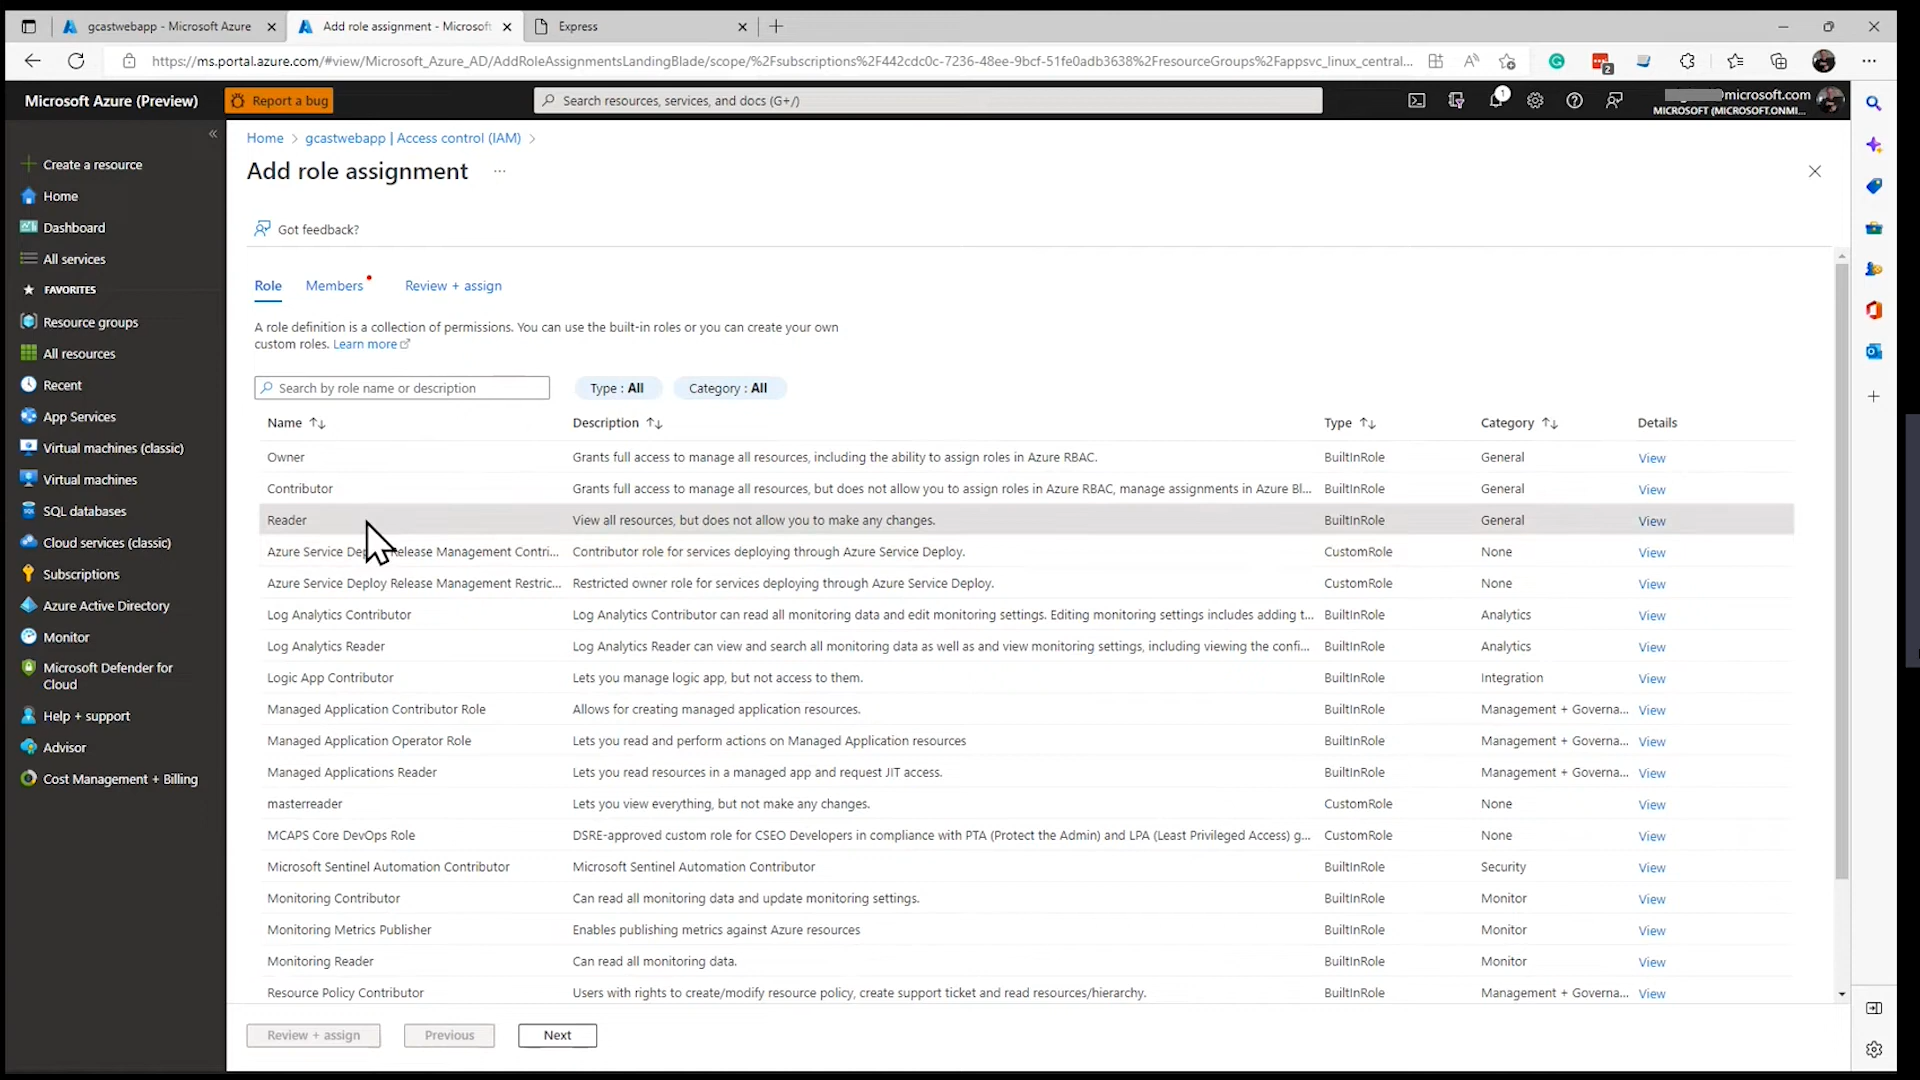 gcastwebapp - Microsoft Azure
Add role assignment - Microsoft
Express
https://ms.portal.azure.com/#view/Microsoft_Azure_AD/AddRoleAssignmentsLandingBlade/scope/%2Fsubscriptions%2F442cdc0c-7236-48ee-9bcf-51fe0adb3638%2FresourceGroups%2Fappsvc_linux_central...
2
Microsoft Azure (Preview)
Report a bug
Search resources, services, and docs (G+/)
1
@microsoft.com
MICROSOFT (MICROSOFT.ONMI...
Create a resource
Home
Dashboard
All services
FAVORITES
Resource groups
All resources
Recent
App Services
Virtual machines (classic)
Virtual machines
SQL databases
Cloud services (classic)
Subscriptions
Azure Active Directory
Monitor
Microsoft Defender for
Cloud
Help + support
Advisor
Cost Management + Billing
Home > gcastwebapp | Access control (IAM) >
Add role assignment ...
Got feedback?
Role Members Review + assign
A role definition is a collection of permissions. You can use the built-in roles or you can create your own
custom roles. Learn more
Search by role name or description Type : All Category : All
Name Description Type Category Details
Owner Grants full access to manage all resources, including the ability to assign roles in Azure RBAC. BuiltInRole General View
Contributor Grants full access to manage all resources, but does not allow you to assign roles in Azure RBAC, manage assignments in Azure Bl... BuiltInRole General View
Reader View all resources, but does not allow you to make any changes. BuiltInRole General View
Azure Service Deploy Release Management Contri... Contributor role for services deploying through Azure Service Deploy. CustomRole None View
Azure Service Deploy Release Management Restric... Restricted owner role for services deploying through Azure Service Deploy. CustomRole None View
Log Analytics Contributor Log Analytics Contributor can read all monitoring data and edit monitoring settings. Editing monitoring settings includes adding t... BuiltInRole Analytics View
Log Analytics Reader Log Analytics Reader can view and search all monitoring data as well as and view monitoring settings, including viewing the confi... BuiltInRole Analytics View
Logic App Contributor Lets you manage logic app, but not access to them. BuiltInRole Integration View
Managed Application Contributor Role Allows for creating managed application resources. BuiltInRole Management + Governa... View
Managed Application Operator Role Lets you read and perform actions on Managed Application resources BuiltInRole Management + Governa... View
Managed Applications Reader Lets you read resources in a managed app and request JIT access. BuiltInRole Management + Governa... View
masterreader Lets you view everything, but not make any changes. CustomRole None View
MCAPS Core DevOps Role DSRE-approved custom role for CSEO Developers in compliance with PTA (Protect the Admin) and LPA (Least Privileged Access) g... CustomRole None View
Microsoft Sentinel Automation Contributor Microsoft Sentinel Automation Contributor BuiltInRole Security View
Monitoring Contributor Can read all monitoring data and update monitoring settings. BuiltInRole Monitor View
Monitoring Metrics Publisher Enables publishing metrics against Azure resources BuiltInRole Monitor View
Monitoring Reader Can read all monitoring data. BuiltInRole Monitor View
Resource Policy Contributor Users with rights to create/modify resource policy, create support ticket and read resources/hierarchy. BuiltInRole Management + Governa... View
Review + assign Previous Next